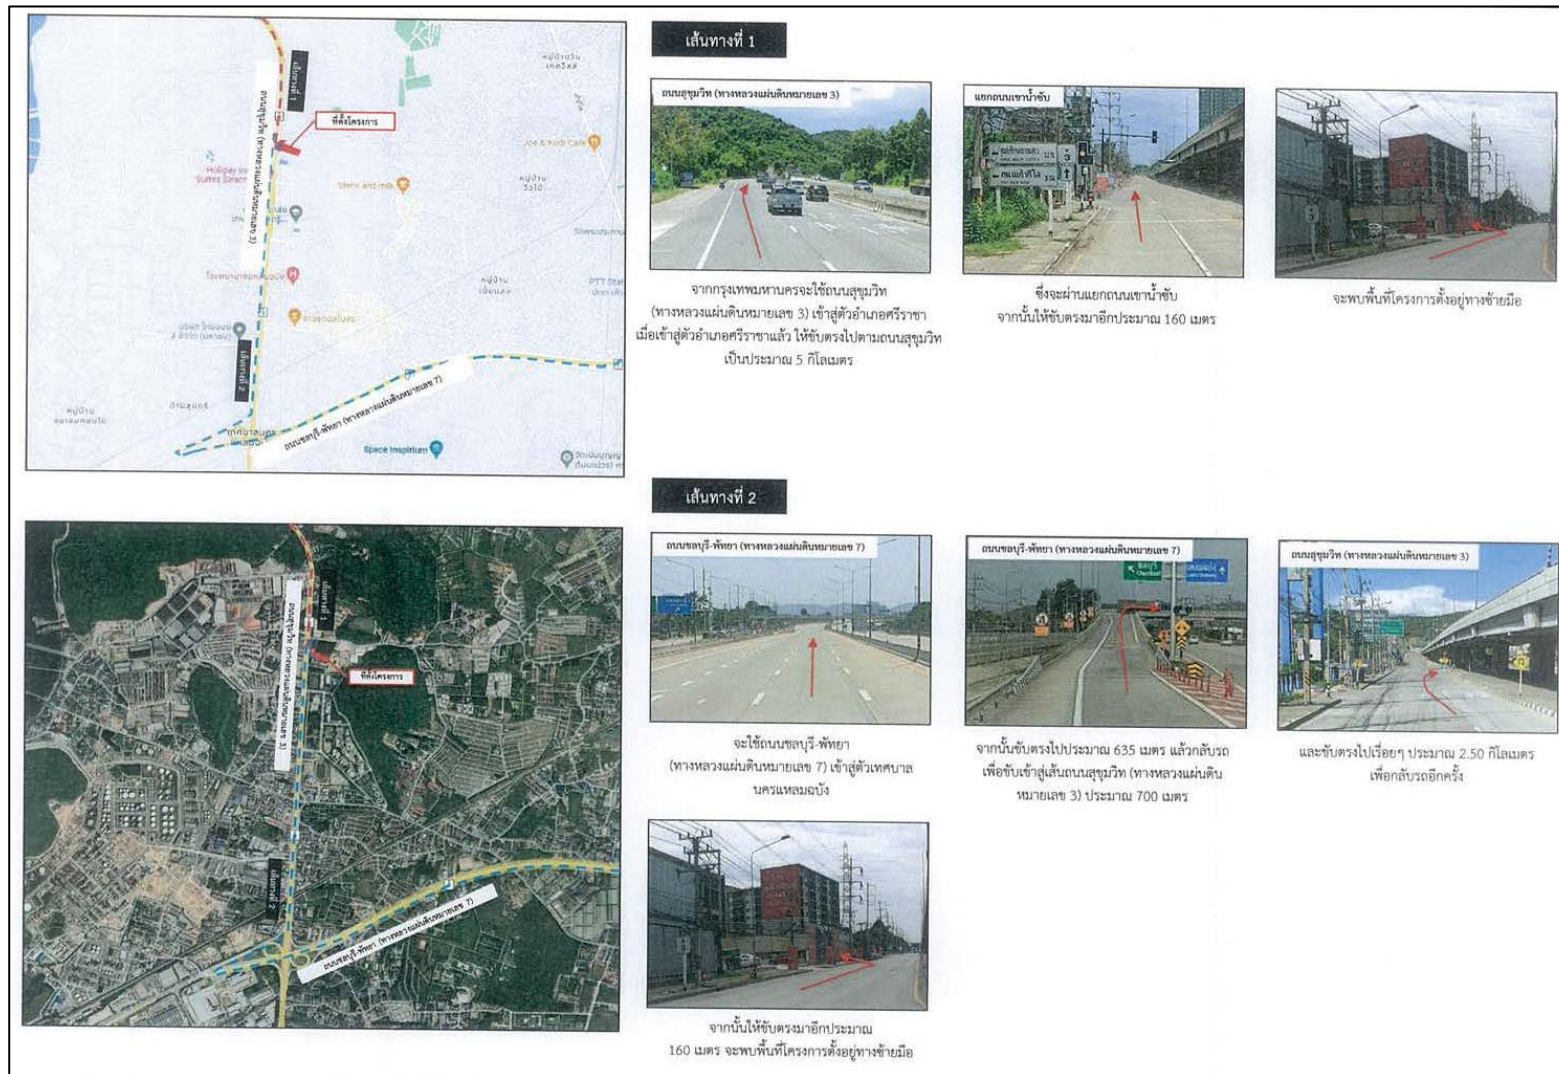 เส้นทางที่ 1
ถนนสุขุมวิท (ทางหลวงแผ่นดินหมายเลข 3)
จากกรุงเทพมหานครจะใช้ถนนสุขุมวิท
(ทางหลวงแผ่นดินหมายเลข 3) เข้าสู่ตัวอำเภอศรีราชา
เมื่อเข้าสู่ตัวอำเภอศรีราชาแล้ว ให้ขับตรงไปตามถนนสุขุมวิท
เป็นประมาณ 5 กิโลเมตร
แยกถนนเขาน้ำซับ
3
ซึ่งจะผ่านแยกถนนเขาน้ำซับ
จากนั้นให้ขับตรงมาอีกประมาณ 160 เมตร
จะพบพื้นที่โครงการตั้งอยู่ทางซ้ายมือ
เส้นทางที่ 1
ถนนสุขุมวิท (ทางหลวงแผ่นดินหมายเลข 3)
ที่ตั้งโครงการ
Joe & Kodi Cafe
Holiday
Suites
PTT
เส้นทางที่ 2
ถนนชลบุรี-พัทยา (ทางหลวงแผ่นดินหมายเลข 7)
หมู่บ้าน
Space Inspiriken
เส้นทางที่ 2
ถนนชลบุรี-พัทยา (ทางหลวงแผ่นดินหมายเลข 7)
จะใช้ถนนชลบุรี-พัทยา
(ทางหลวงแผ่นดินหมายเลข 7) เข้าสู่ตัวเทศบาล
นครแหลมฉบัง
ถนนชลบุรี-พัทยา (ทางหลวงแผ่นดินหมายเลข 7)
ชลบุรี
จากนั้นขับตรงไปประมาณ 635 เมตร แล้วกลับรถ
เพื่อขับเข้าสู่เส้นถนนสุขุมวิท (ทางหลวงแผ่นดิน
หมายเลข 3) ประมาณ 700 เมตร
ถนนสุขุมวิท (ทางหลวงแผ่นดินหมายเลข 3)
และขับตรงไปเรื่อยๆ ประมาณ 2.50 กิโลเมตร
เพื่อกลับรถอีกครั้ง
จากนั้นให้ขับตรงมาอีกประมาณ
160 เมตร จะพบพื้นที่โครงการตั้งอยู่ทางซ้ายมือ
เส้นทางที่ 1
ถนนสุขุมวิท (ทางหลวงแผ่นดินหมายเลข 3)
ที่ตั้งโครงการ
เส้นทางที่ 2
ถนนชลบุรี-พัทยา (ทางหลวงแผ่นดินหมายเลข 7)